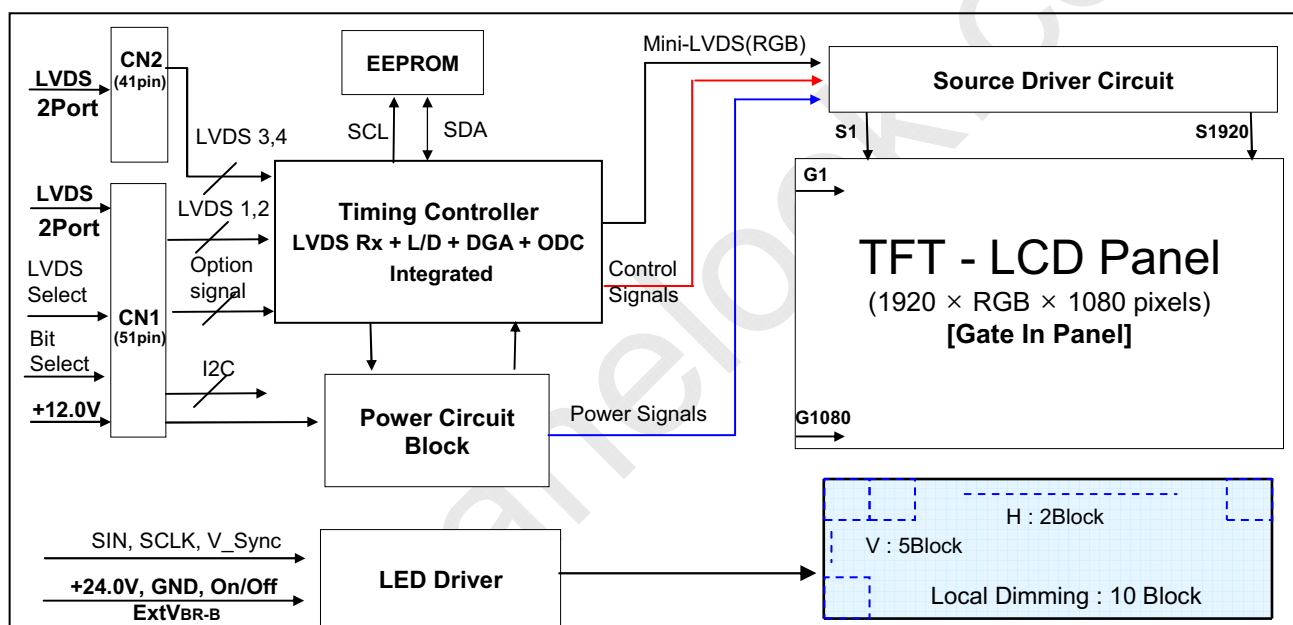 CN2
(41pin)
LVDS
2Port
EEPROM
SCL
SDA
LVDS 3,4
Mini-LVDS(RGB)
Source Driver Circuit
S1
S1920
LVDS
2Port
LVDS 1,2
LVDS
Select
Option
signal
CN1
(51pin)
Bit
Select
I2C
+12.0V
Timing Controller
LVDS Rx + L/D + DGA + ODC
Integrated
Control
Signals
Power Circuit
Block
Power Signals
G1
TFT - LCD Panel
(1920 × RGB × 1080 pixels)
[Gate In Panel]
G1080
SIN, SCLK, V_Sync
+24.0V, GND, On/Off
ExtVBR-B
LED Driver
H : 2Block
V : 5Block
Local Dimming : 10 Block